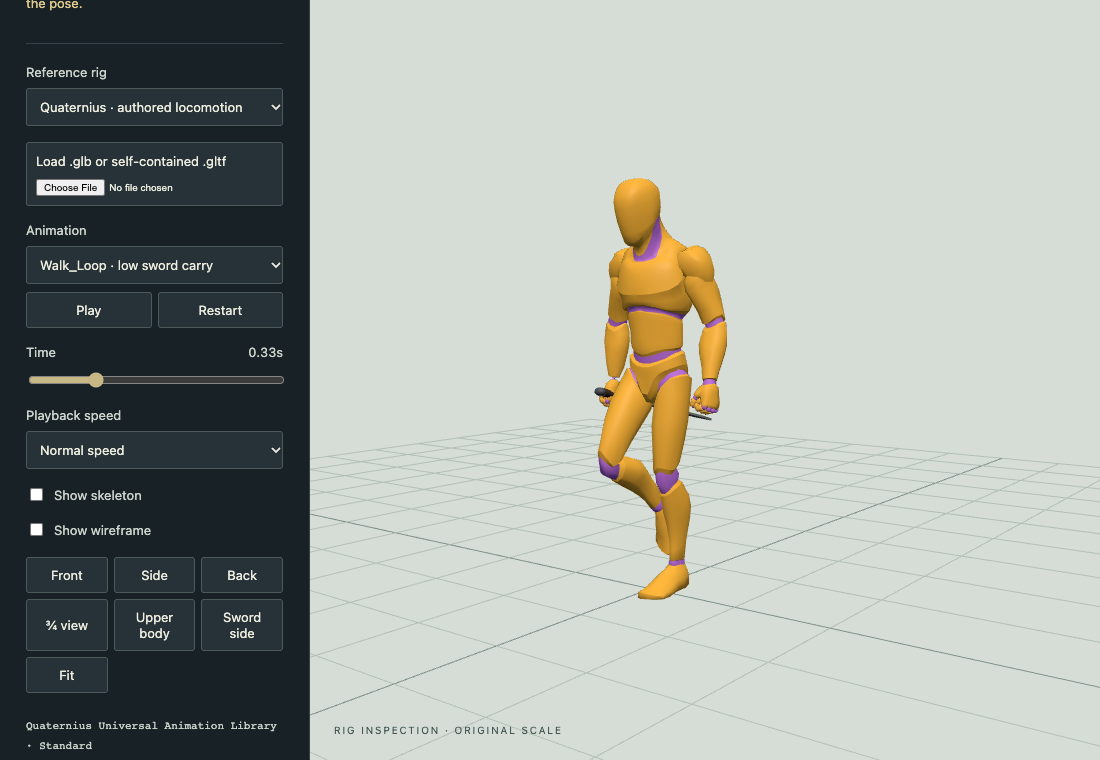 the pose.
Reference rig
Quaternius · authored locomotion
Load .glb or self-contained .gltf
Choose File No file chosen
Animation
Walk_Loop · low sword carry
Play Restart
Time 0.33s
Playback speed
Normal speed
Show skeleton
Show wireframe
Front Side Back
¾ view Upper body Sword side
Fit
Quaternius Universal Animation Library
· Standard
RIG INSPECTION · ORIGINAL SCALE